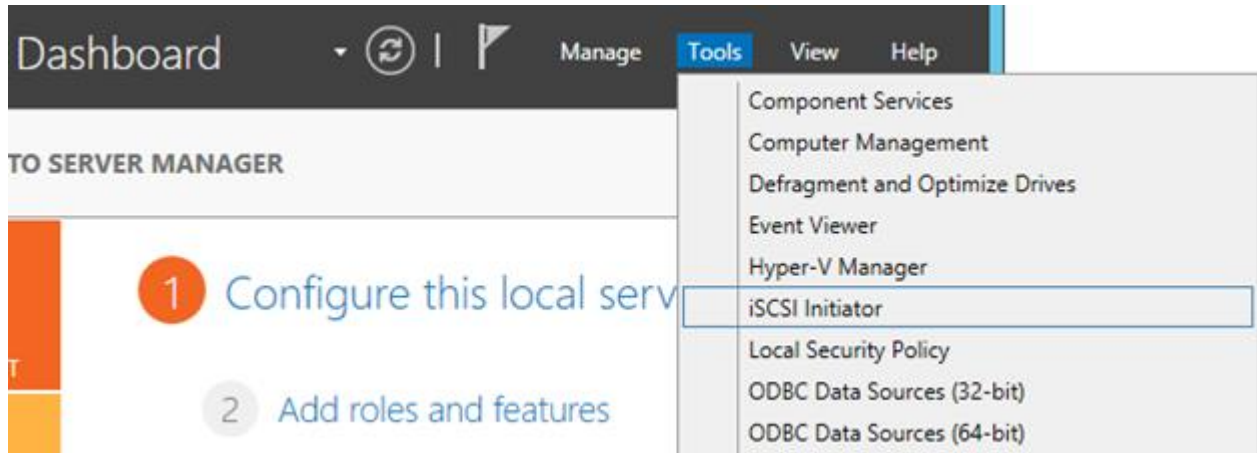 Dashboard
Manage Tools View Help
Component Services
Computer Management
TO SERVER MANAGER
Defragment and Optimize Drives
Event Viewer
Hyper-V Manager
1 Configure this local serv
iSCSI Initiator
Local Security Policy
T
ODBC Data Sources (32-bit)
2 Add roles and features
ODBC Data Sources (64-bit)